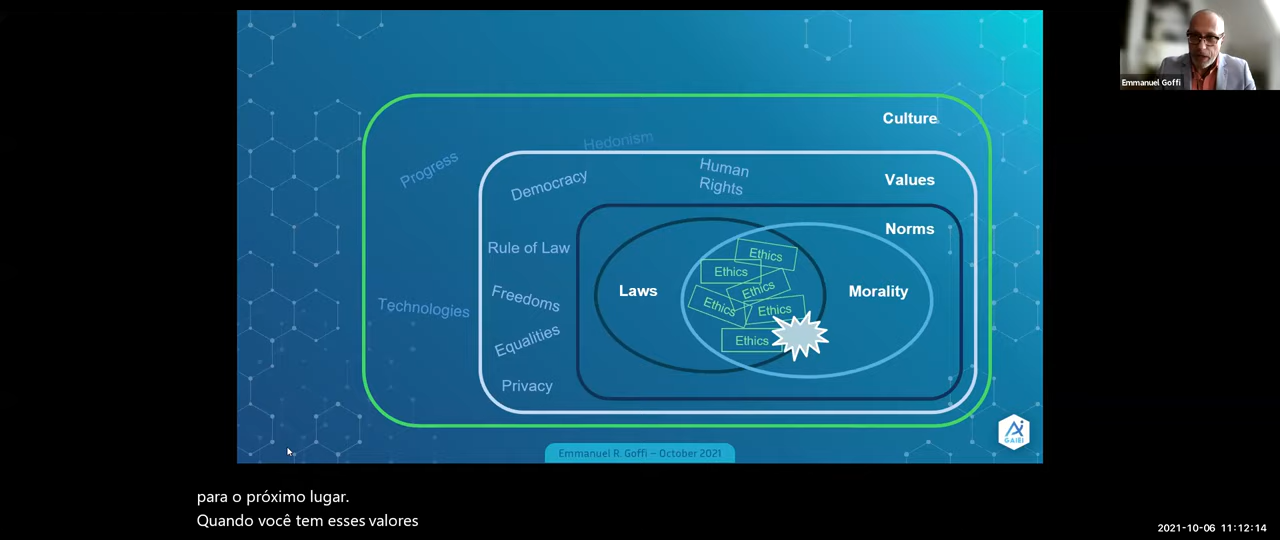 Emmanuel Goffi
Culture
Hedonism
Progress
Human
Rights
Democracy
Values
Norms
Rule of Law
Ethics
Ethics
Ethics
Laws
Morality
Freedoms
Ethics
Ethics
Technologies
Equalities
Ethics
Privacy
GAIEI
Emmanuel R. Goffi – October 2021
para o próximo lugar.
Quando você tem esses valores
2021-10-06 11:12:14